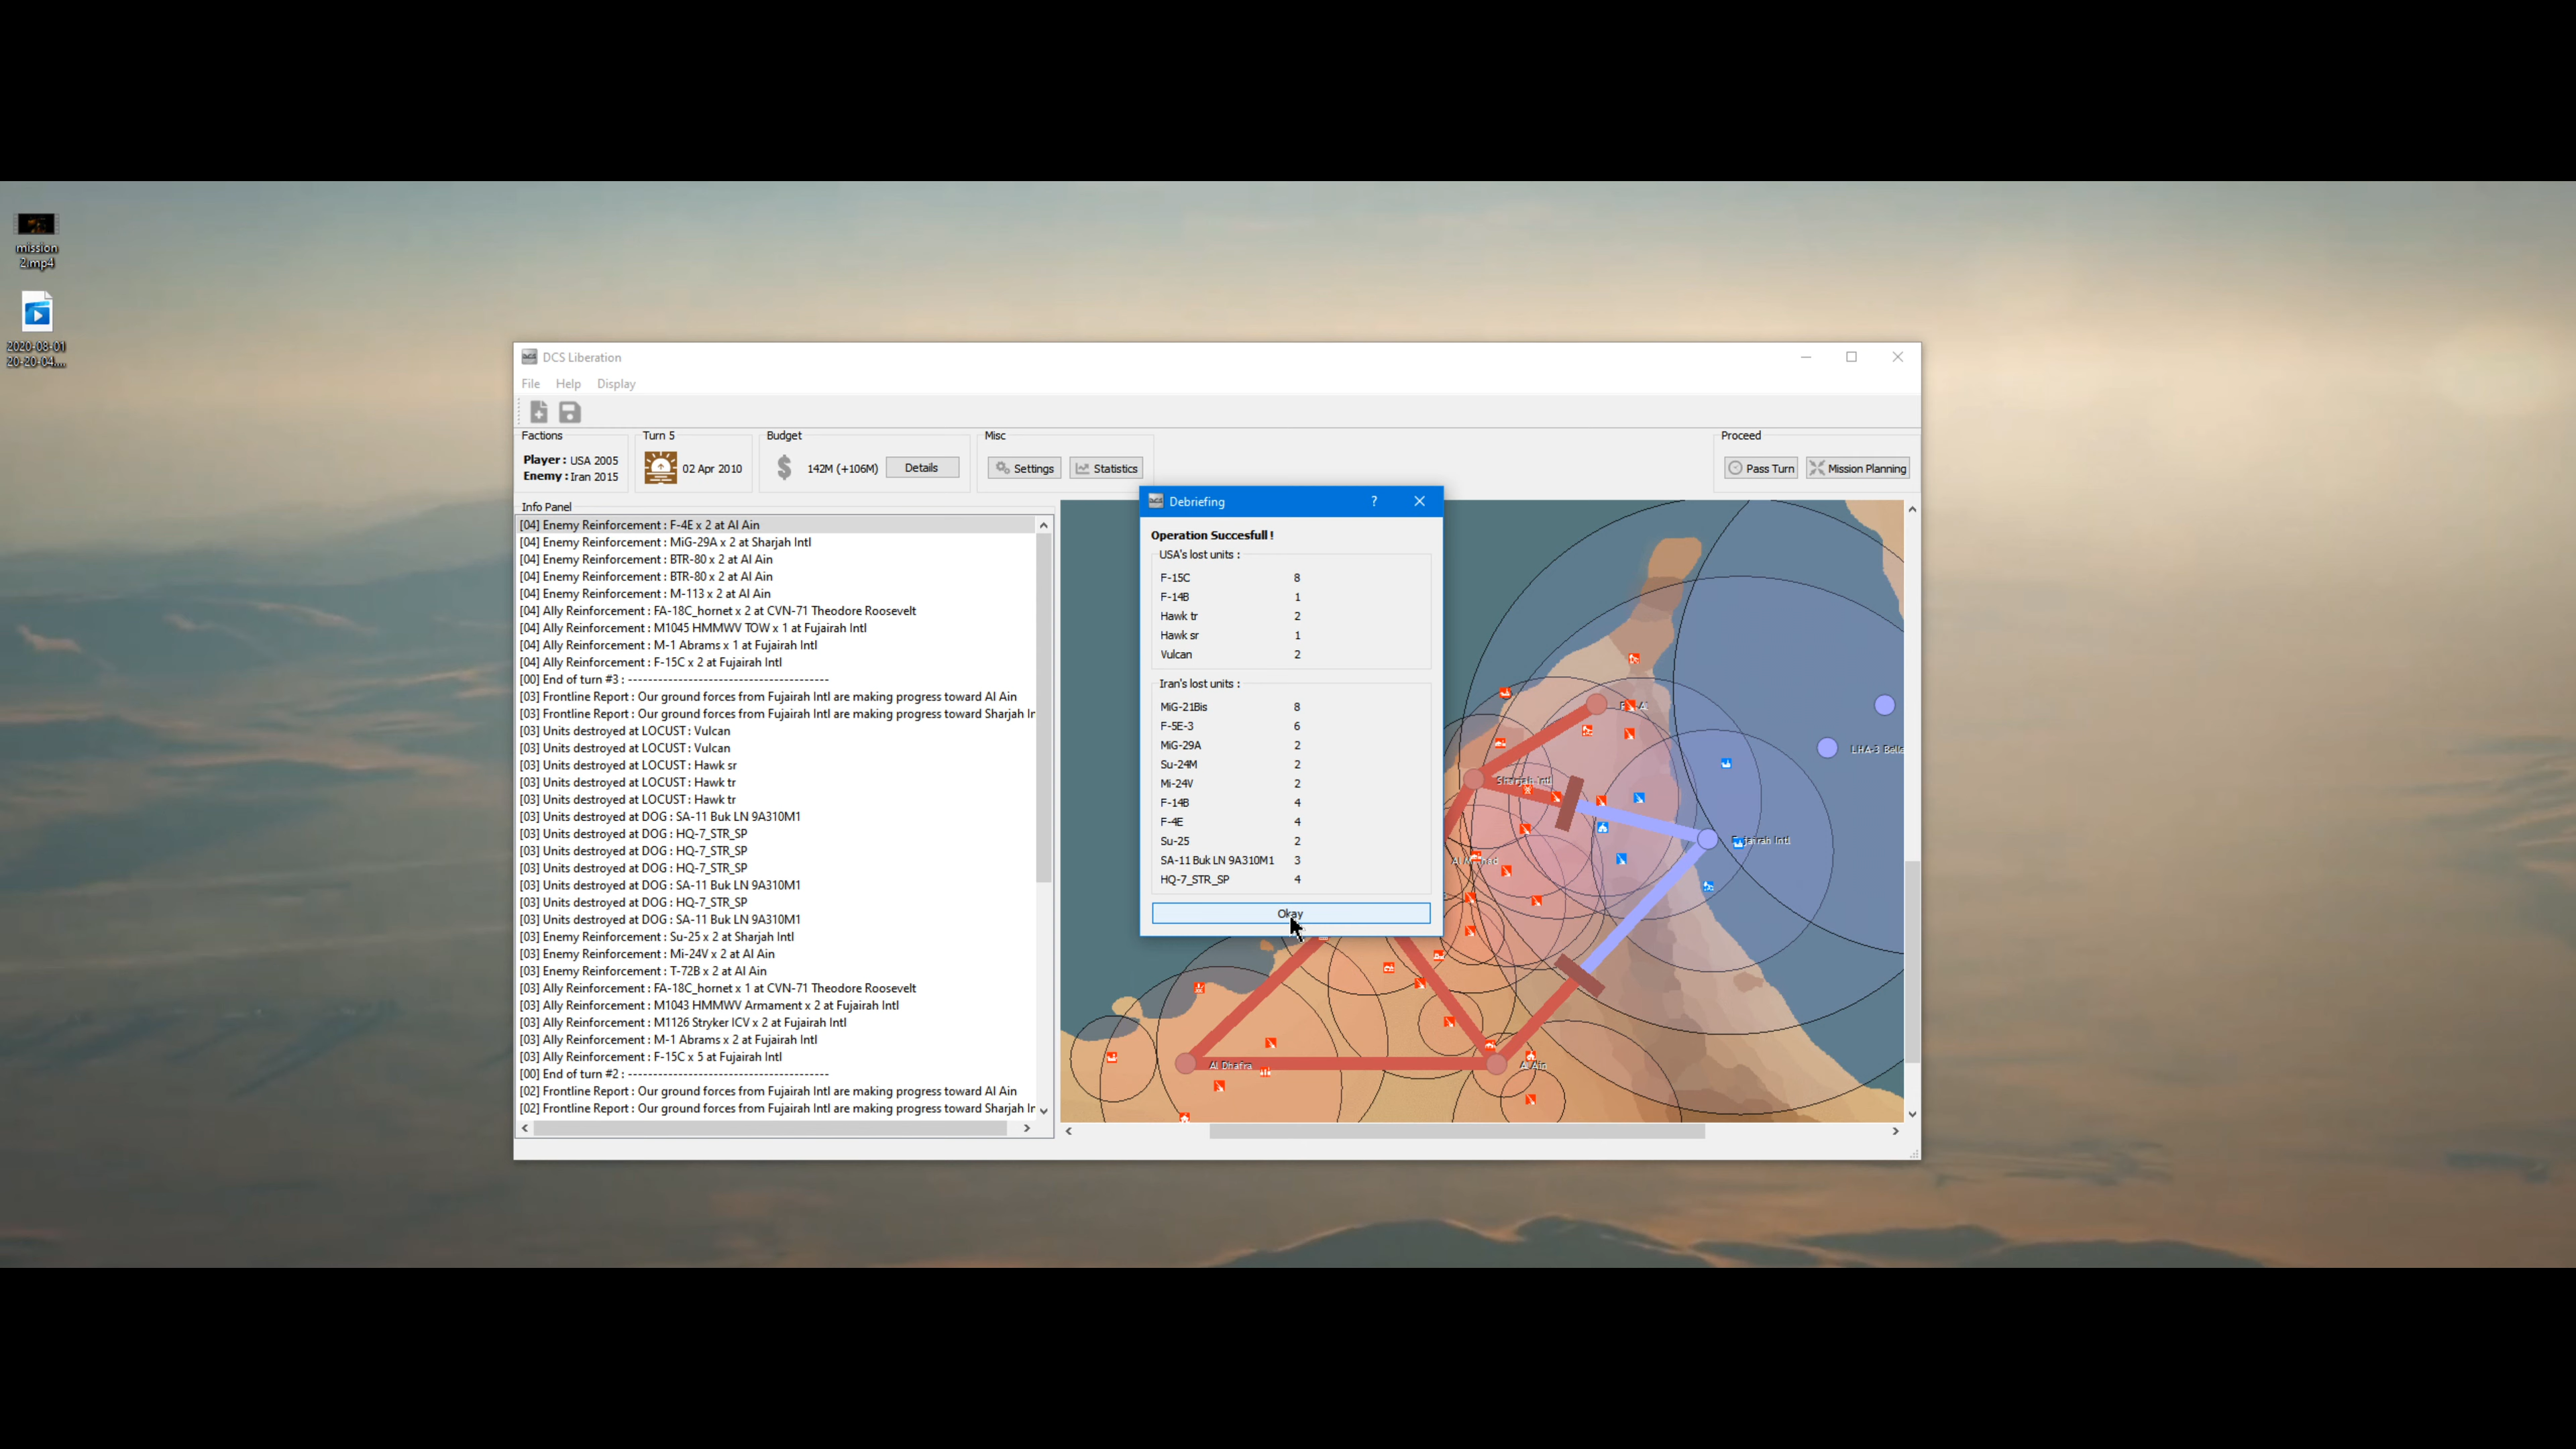 mission
2.mp4
2020-08-01
20-20-04....
DCS Liberation
File Help Display
Factions
Player : USA 2005
Enemy : Iran 2015
Turn 5
02 Apr 2010
Budget
142M (+106M)
Details
Misc
Settings
Statistics
Proceed
Pass Turn
Mission Planning
Info Panel
[04] Enemy Reinforcement : F-4E x 2 at Al Ain
[04] Enemy Reinforcement : MiG-29A x 2 at Sharjah Intl
[04] Enemy Reinforcement : BTR-80 x 2 at Al Ain
[04] Enemy Reinforcement : BTR-80 x 2 at Al Ain
[04] Enemy Reinforcement : M-113 x 2 at Al Ain
[04] Ally Reinforcement : FA-18C_hornet x 2 at CVN-71 Theodore Roosevelt
[04] Ally Reinforcement : M1045 HMMWV TOW x 1 at Fujairah Intl
[04] Ally Reinforcement : M-1 Abrams x 1 at Fujairah Intl
[04] Ally Reinforcement : F-15C x 2 at Fujairah Intl
[00] End of turn #3 : ----------------------------------------
[03] Frontline Report : Our ground forces from Fujairah Intl are making progress toward Al Ain
[03] Frontline Report : Our ground forces from Fujairah Intl are making progress toward Sharjah Ir
[03] Units destroyed at LOCUST : Vulcan
[03] Units destroyed at LOCUST : Vulcan
[03] Units destroyed at LOCUST : Hawk sr
[03] Units destroyed at LOCUST : Hawk tr
[03] Units destroyed at LOCUST : Hawk tr
[03] Units destroyed at DOG : SA-11 Buk LN 9A310M1
[03] Units destroyed at DOG : HQ-7_STR_SP
[03] Units destroyed at DOG : HQ-7_STR_SP
[03] Units destroyed at DOG : HQ-7_STR_SP
[03] Units destroyed at DOG : SA-11 Buk LN 9A310M1
[03] Units destroyed at DOG : HQ-7_STR_SP
[03] Units destroyed at DOG : SA-11 Buk LN 9A310M1
[03] Enemy Reinforcement : Su-25 x 2 at Sharjah Intl
[03] Enemy Reinforcement : Mi-24V x 2 at Al Ain
[03] Enemy Reinforcement : T-72B x 2 at Al Ain
[03] Ally Reinforcement : FA-18C_hornet x 1 at CVN-71 Theodore Roosevelt
[03] Ally Reinforcement : M1043 HMMWV Armament x 2 at Fujairah Intl
[03] Ally Reinforcement : M1126 Stryker ICV x 2 at Fujairah Intl
[03] Ally Reinforcement : M-1 Abrams x 2 at Fujairah Intl
[03] Ally Reinforcement : F-15C x 5 at Fujairah Intl
[00] End of turn #2 : ----------------------------------------
[02] Frontline Report : Our ground forces from Fujairah Intl are making progress toward Al Ain
[02] Frontline Report : Our ground forces from Fujairah Intl are making progress toward Sharjah Ir
Debriefing
Operation Succesfull !
USA's lost units :
F-15C 8
F-14B 1
Hawk tr 2
Hawk sr 1
Vulcan 2
Iran's lost units :
MiG-21Bis 8
F-5E-3 6
MiG-29A 2
Su-24M 2
Mi-24V 2
F-14B 4
F-4E 4
Su-25 2
SA-11 Buk LN 9A310M1 3
HQ-7_STR_SP 4
Okay
LHA-3
Sharjah Intl
Fujairah Intl
Al Dhafra
Al Ain